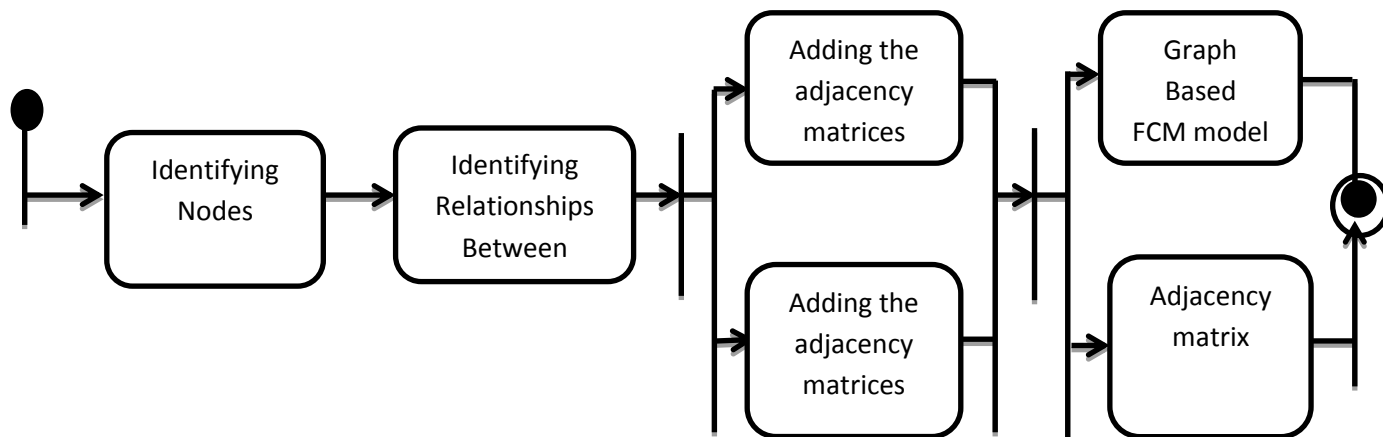 Identifying
Nodes
Identifying
Relationships
Between
Adding the
adjacency
matrices
Adding the
adjacency
matrices
Graph
Based
FCM model
Adjacency
matrix